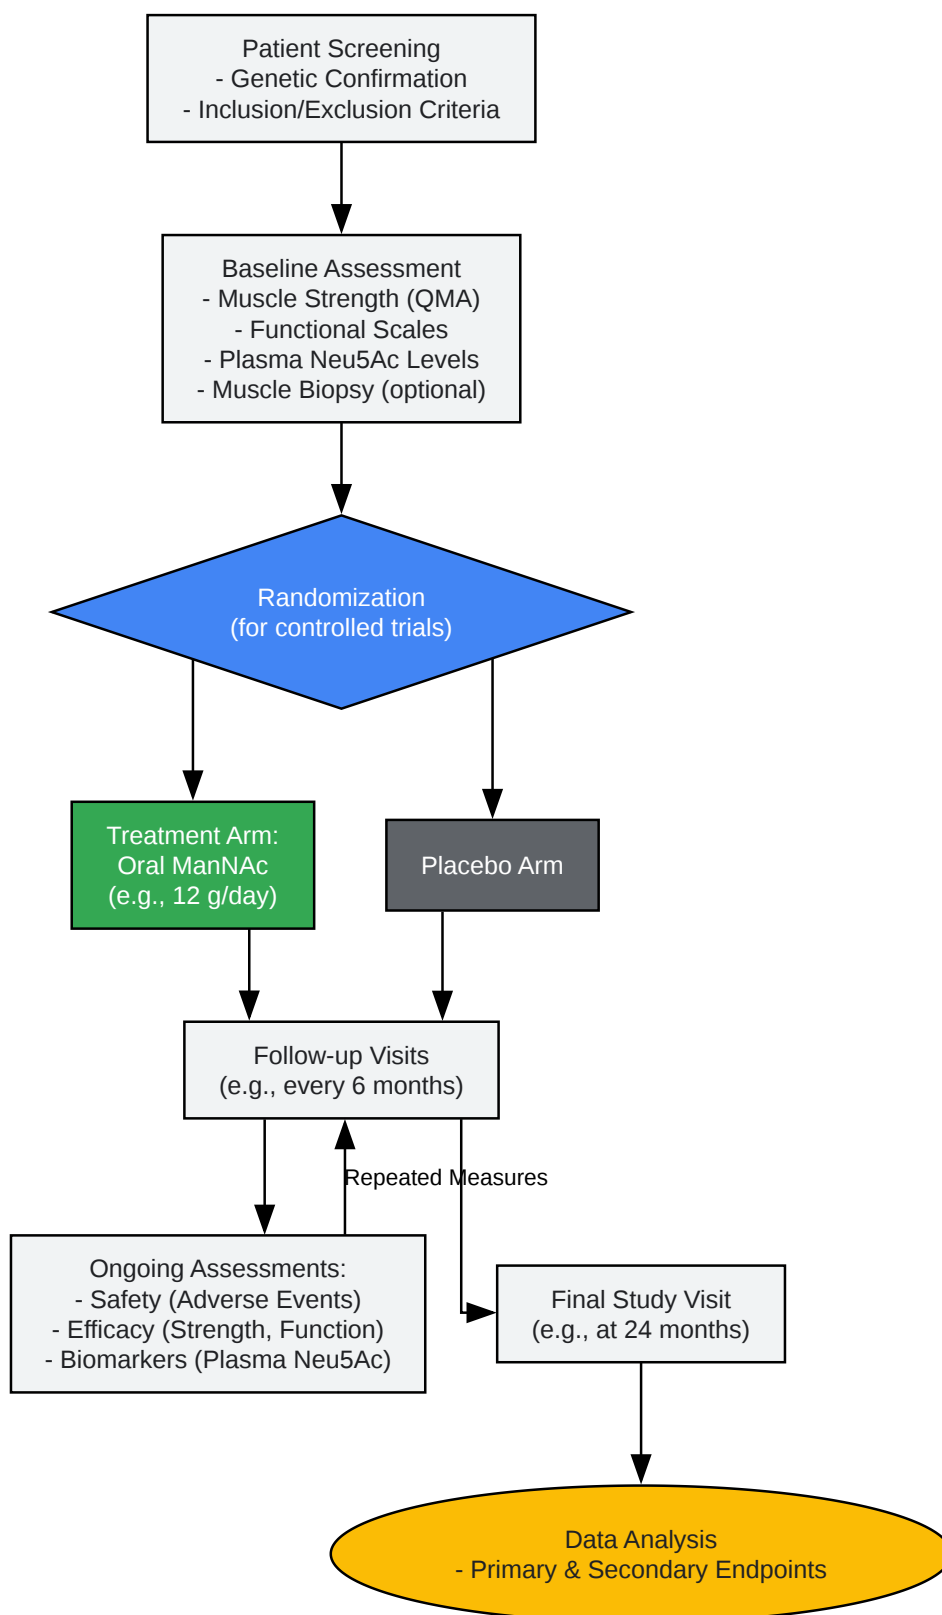 Patient Screening
- Genetic Confirmation
- Inclusion/Exclusion Criteria
Baseline Assessment
- Muscle Strength (QMA)
- Functional Scales
- Plasma Neu5Ac Levels
- Muscle Biopsy (optional)
Randomization
(for controlled trials)
Treatment Arm:
Oral ManNAc
(e.g., 12 g/day)
Placebo Arm
Follow-up Visits
(e.g., every 6 months)
Repeated Measures
Ongoing Assessments:
- Safety (Adverse Events)
- Efficacy (Strength, Function)
- Biomarkers (Plasma Neu5Ac)
Final Study Visit
(e.g., at 24 months)
Data Analysis
- Primary & Secondary Endpoints